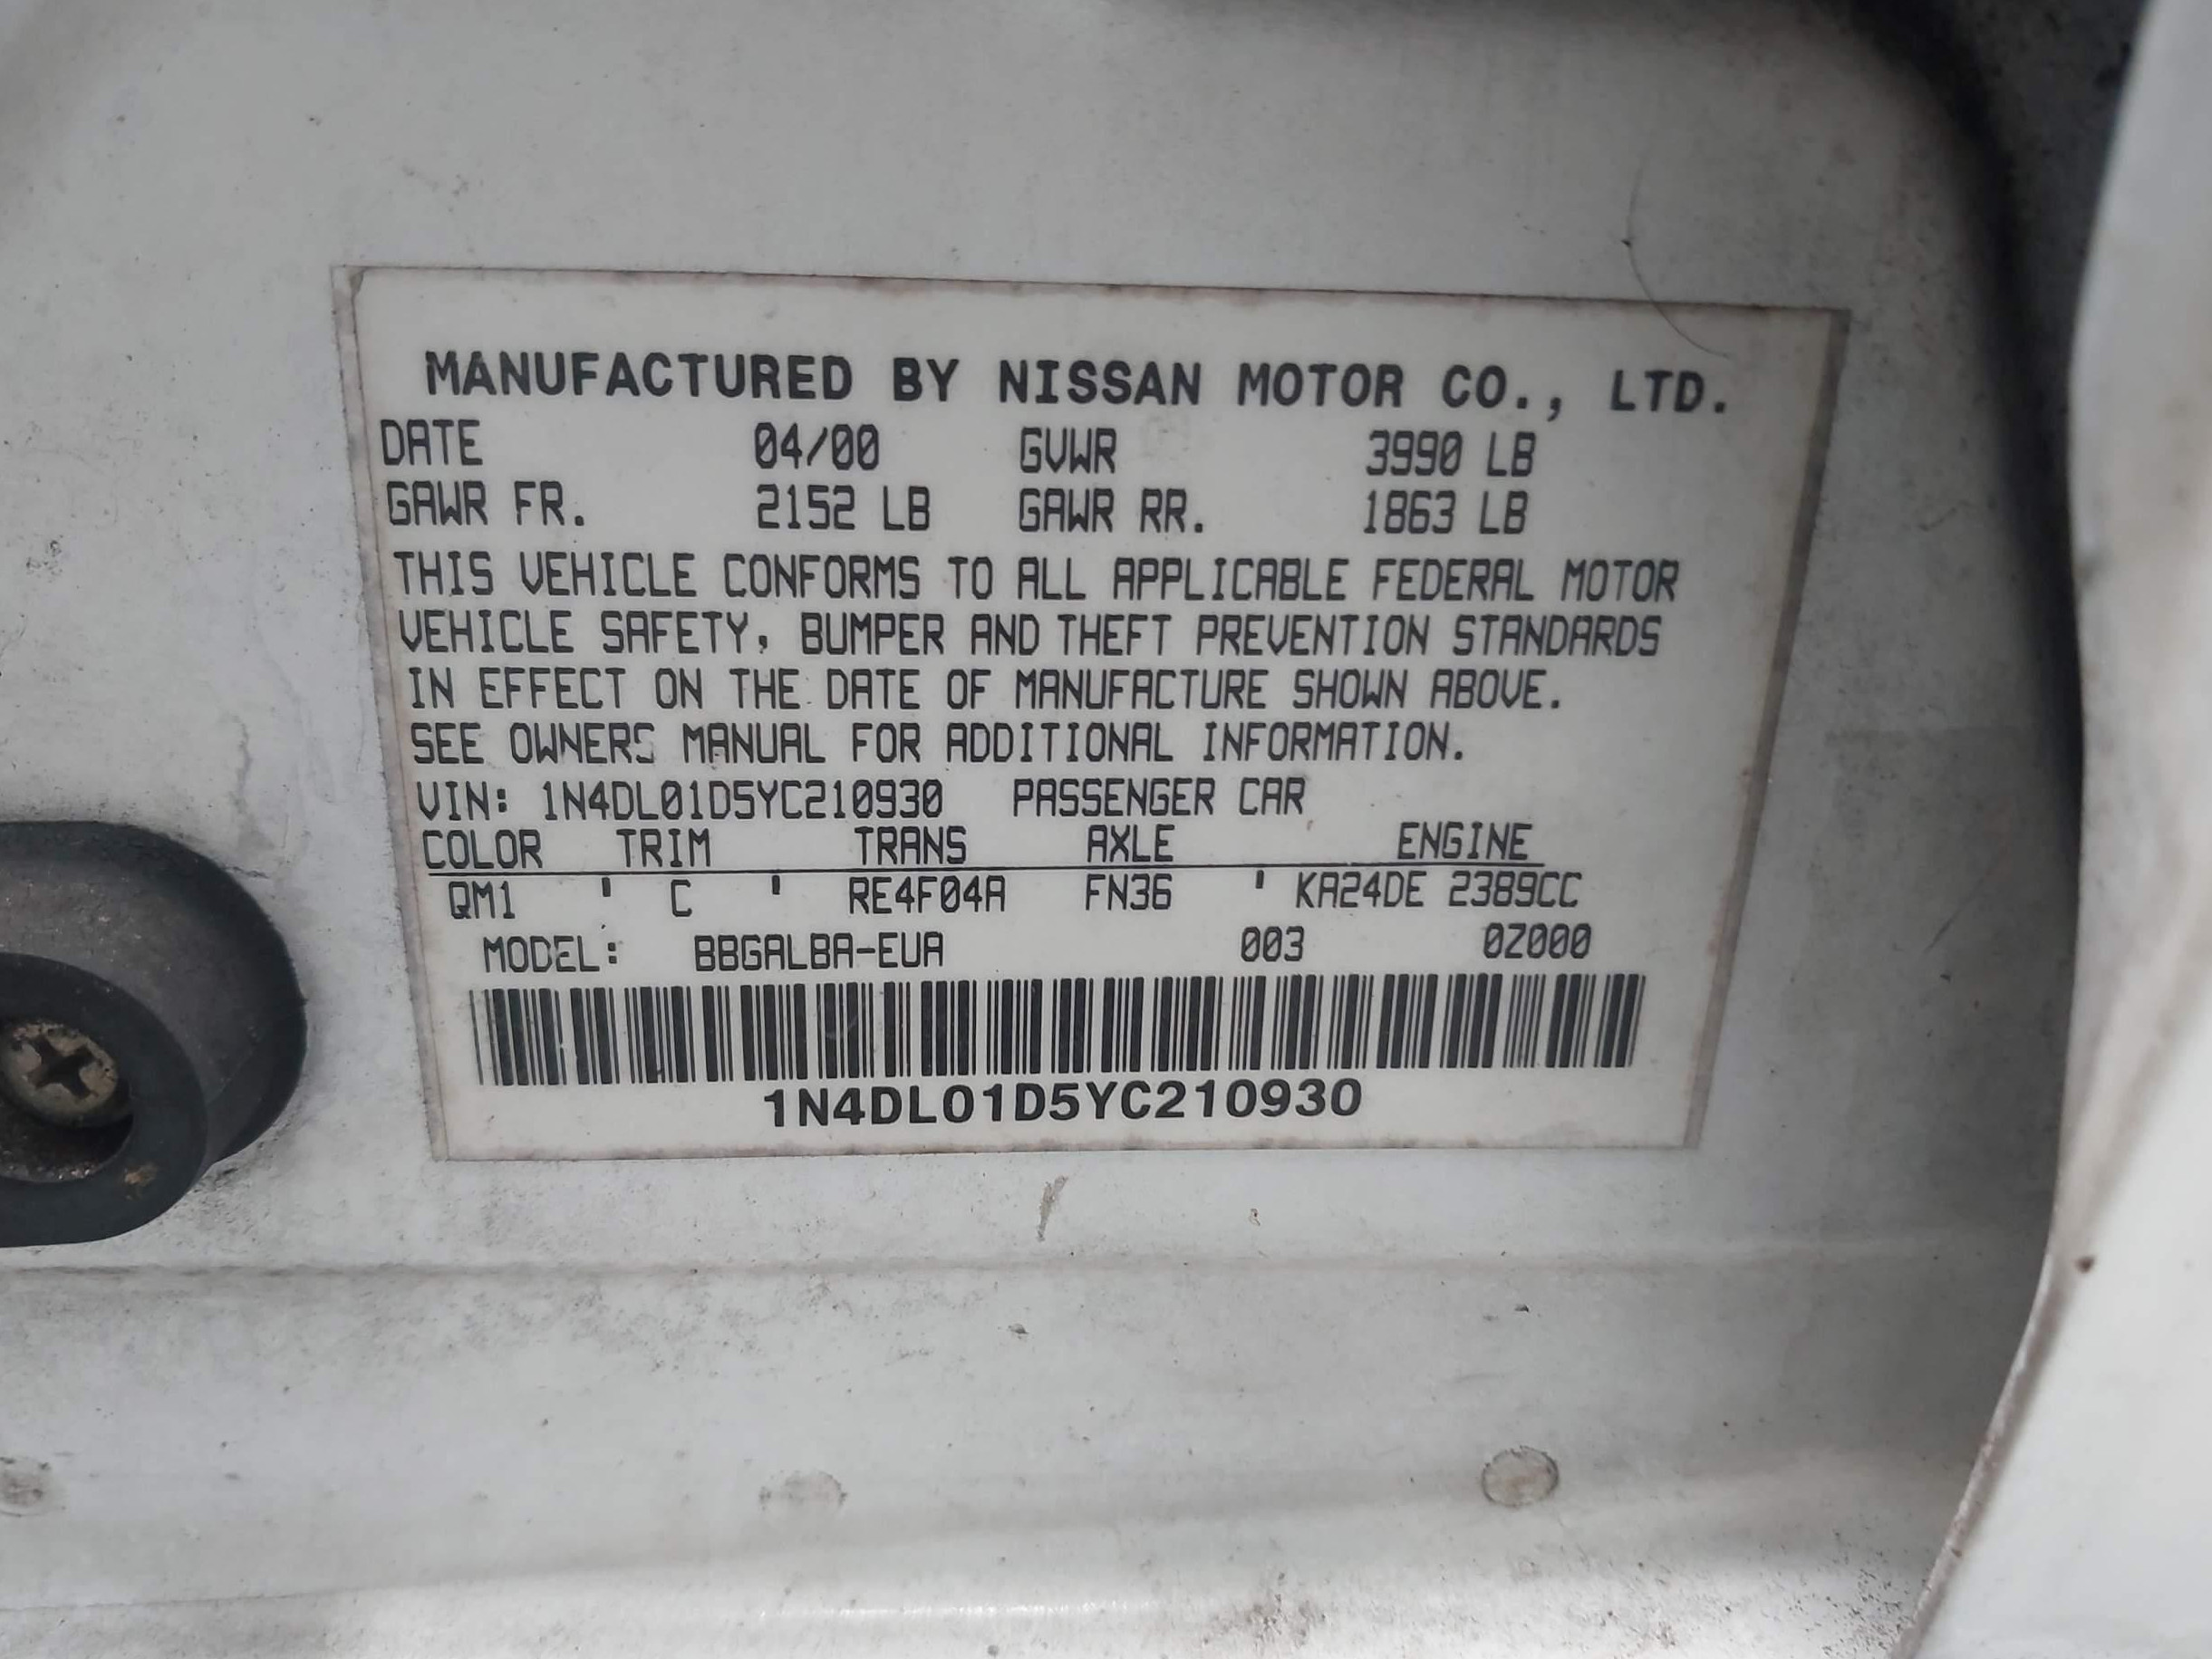 MANUFACTURED BY NISSAN MOTOR CO., LTD.
DATE 04/00 GVWR 3990 LB
GAWR FR. 2152 LB GAWR RR. 1863 LB
THIS VEHICLE CONFORMS TO ALL APPLICABLE FEDERAL MOTOR
VEHICLE SAFETY, BUMPER AND THEFT PREVENTION STANDARDS
IN EFFECT ON THE DATE OF MANUFACTURE SHOWN ABOVE.
SEE OWNERS MANUAL FOR ADDITIONAL INFORMATION.
VIN: 1N4DL01D5YC210930 PASSENGER CAR
COLOR TRIM TRANS AXLE ENGINE
QM1 ' C ' RE4F04A FN36 ' KA24DE 2389CC
MODEL: BBGALBA-EUA 003 0Z000
1N4DL01D5YC210930